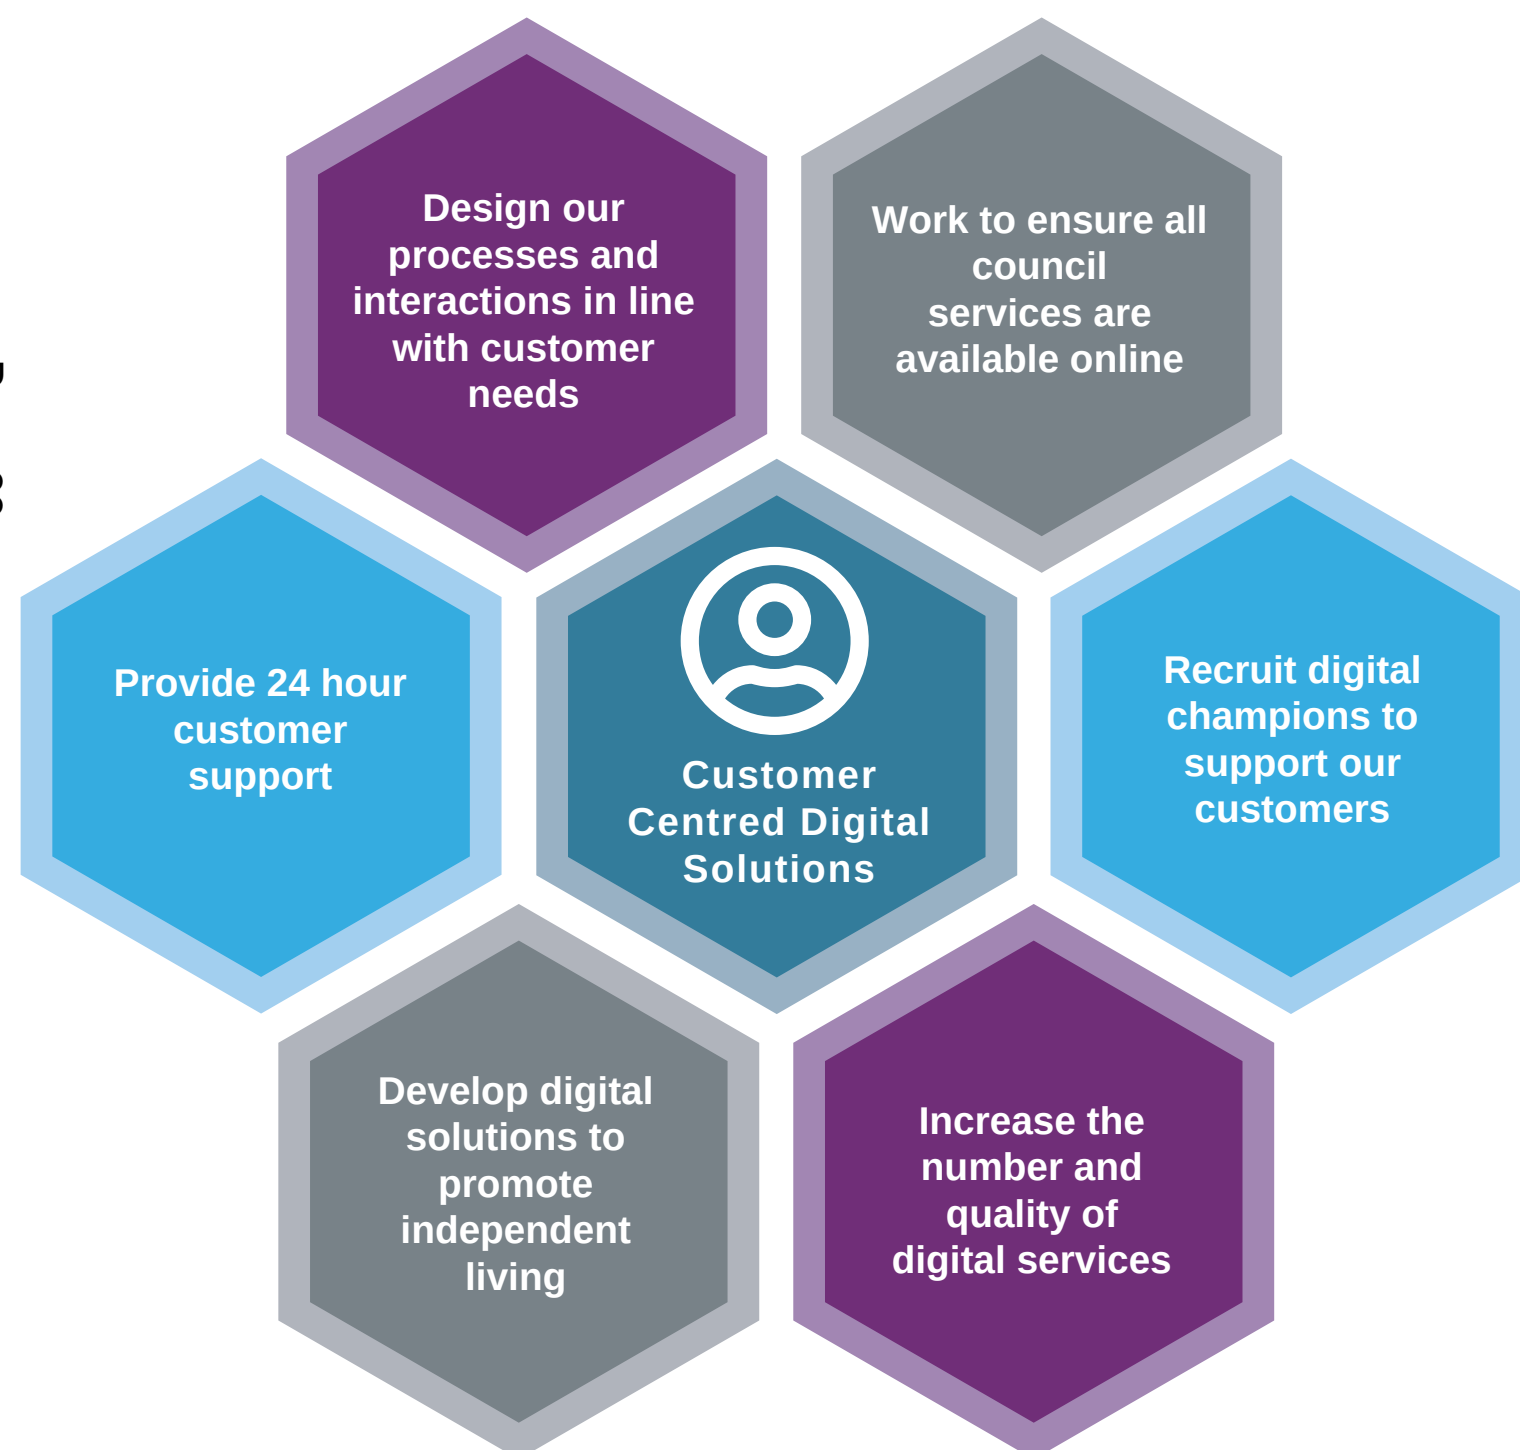 Design our
processes and
interactions in line
with customer
needs
Work to ensure all
council
services are
available online
Provide 24 hour
customer
support
Customer
Centred Digital
Solutions
Recruit digital
champions to
support our
customers
Develop digital
solutions to
promote
independent
living
Increase the
number and
quality of
digital services